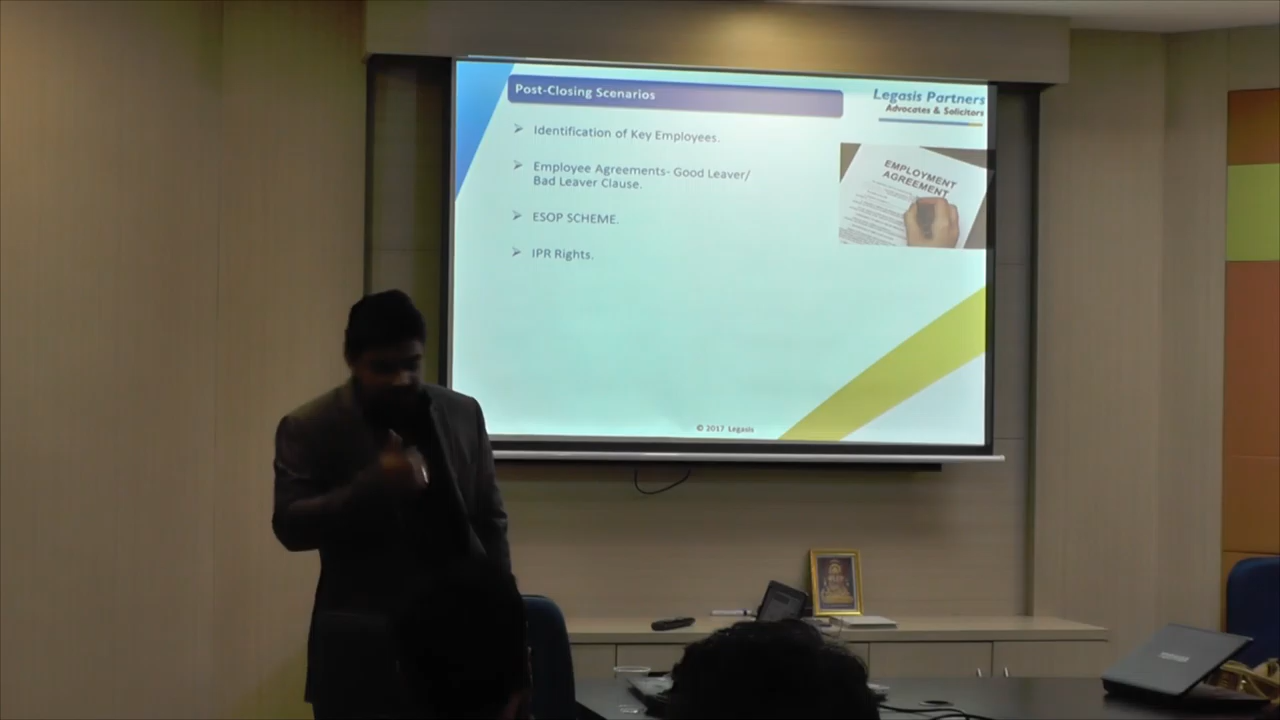 Post-Closing Scenarios
Legasis Partners
Advocates & Solicitors
Identification of Key Employees.
Employee Agreements- Good Leaver/
Bad Leaver Clause.
ESOP SCHEME.
IPR Rights.
EMPLOYMENT
AGREEMENT
© 2017 Legasis